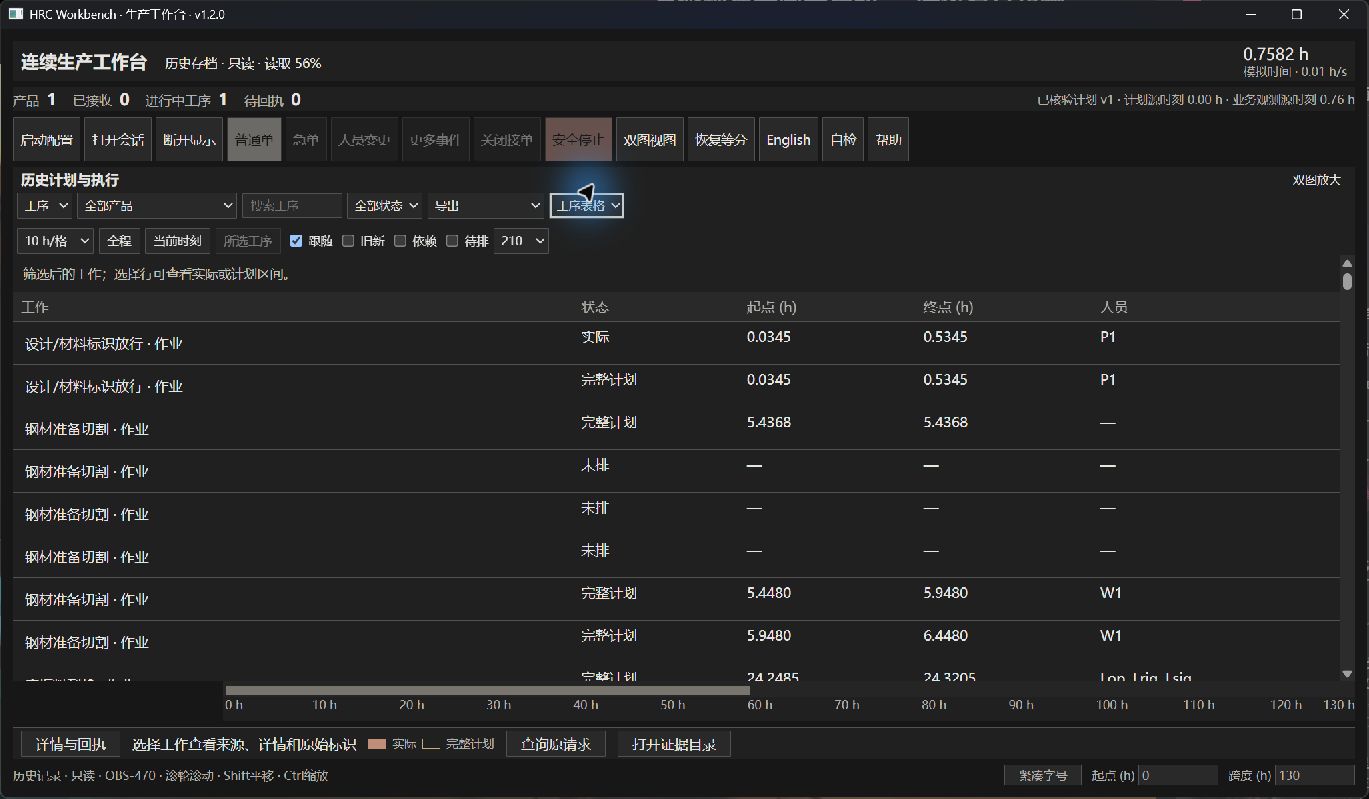 HRC Workbench · 生产工作台 · v1.2.0
连续生产工作台 历史存档 · 只读 · 读取 56%
0.7582 h
模拟时间 · 0.01 h/s
产品 1 已接收 0 进行中工序 1 待回执 0
已核验计划 v1 · 计划源时刻 0.00 h · 业务观测源时刻 0.76 h
启动配置 打开会话 断开显示 普通单 急单 人员变更 更多事件 关闭接单 安全停止 双图视图 恢复等分 English 自检 帮助
历史计划与执行 双图放大
工序 全部产品 搜索工序 全部状态 导出 工序表格
10 h/格 全程 当前时刻 所选工序 跟随 旧新 依赖 待排 210
筛选后的工作；选择行可查看实际或计划区间。
工作 状态 起点 (h) 终点 (h) 人员
设计/材料标识放行 · 作业 实际 0.0345 0.5345 P1
设计/材料标识放行 · 作业 完整计划 0.0345 0.5345 P1
钢材准备切割 · 作业 完整计划 5.4368 5.4368 —
钢材准备切割 · 作业 未排 — — —
钢材准备切割 · 作业 未排 — — —
钢材准备切割 · 作业 未排 — — —
钢材准备切割 · 作业 完整计划 5.4480 5.9480 W1
钢材准备切割 · 作业 完整计划 5.9480 6.4480 W1
完整计划 24.2485 24.3205
0 h 10 h 20 h 30 h 40 h 50 h 60 h 70 h 80 h 90 h 100 h 110 h 120 h 130 h
详情与回执 选择工作查看来源、详情和原始标识 实际 完整计划 查询原请求 打开证据目录
历史记录 · 只读 · OBS-470 · 滚轮滚动 · Shift平移 · Ctrl缩放 紧凑字号 起点 (h) 0 跨度 (h) 130